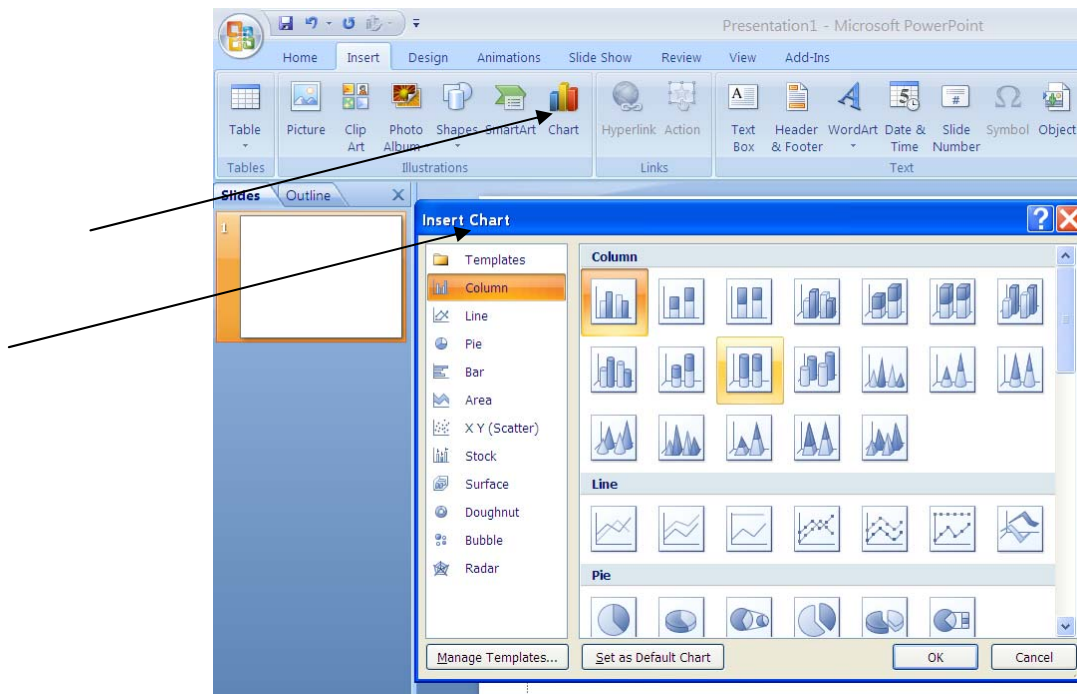 Presentation1 - Microsoft PowerPoint
Home Insert Design Animations Slide Show Review View Add-Ins
Table Picture Clip Photo Shapes SmartArt Chart Hyperlink Action Text Header WordArt Date & Slide Symbol Object
Art Album Box & Footer Time Number
Tables Illustrations Links Text
Slides Outline X
1
Insert Chart
Templates
Column
Line
Pie
Bar
Area
X Y (Scatter)
Stock
Surface
Doughnut
Bubble
Radar
Column
Line
Pie
Manage Templates... Set as Default Chart OK Cancel